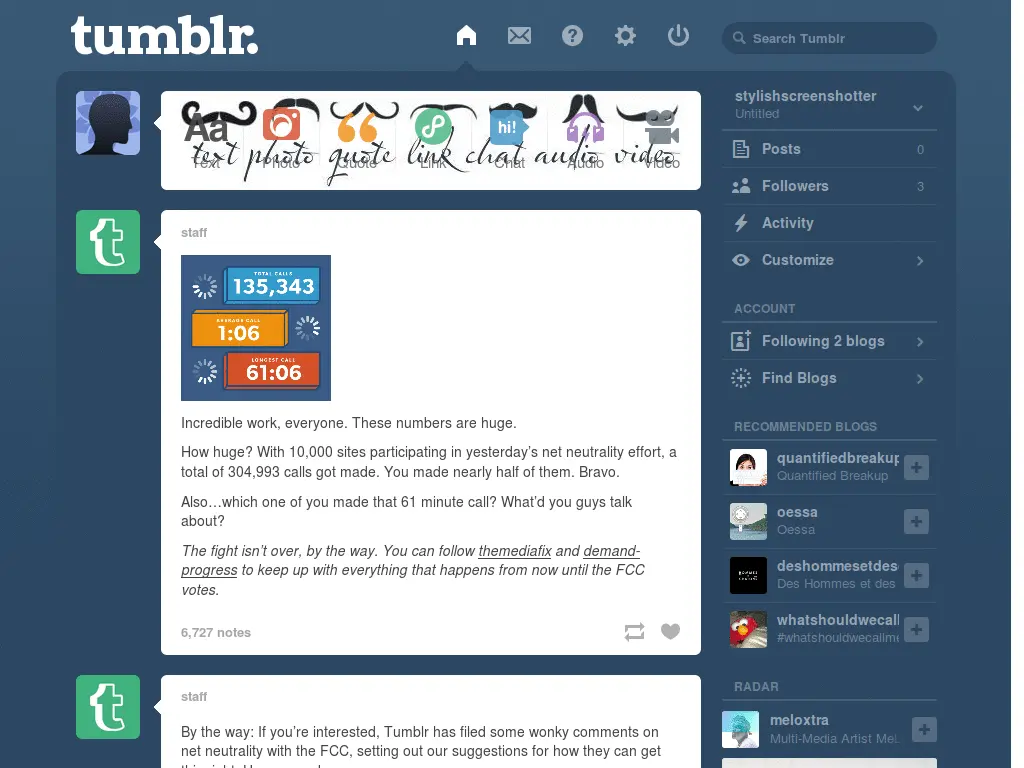 tumblr.
Search Tumblr
stylishscreenshotter
Untitled
Posts 0
Followers 3
Activity
Customize
ACCOUNT
Following 2 blogs
Find Blogs
RECOMMENDED BLOGS
quantifiedbreakup
Quantified Breakup
oessa
Oessa
deshommesetdes
Des Hommes et des
whatshouldwecall
#whatshouldwecallme
RADAR
meloxtra
Multi-Media Artist Mel...
Aa
hi!
text photo quote link chat audio video
Text Photo Quote Link Chat Audio Video
staff
TOTAL CALLS
135,343
AVERAGE CALL
1:06
LONGEST CALL
61:06
Incredible work, everyone. These numbers are huge.
How huge? With 10,000 sites participating in yesterday's net neutrality effort, a
total of 304,993 calls got made. You made nearly half of them. Bravo.
Also…which one of you made that 61 minute call? What'd you guys talk
about?
The fight isn't over, by the way. You can follow themediafix and demand-
progress to keep up with everything that happens from now until the FCC
votes.
6,727 notes
staff
By the way: If you're interested, Tumblr has filed some wonky comments on
net neutrality with the FCC, setting out our suggestions for how they can get